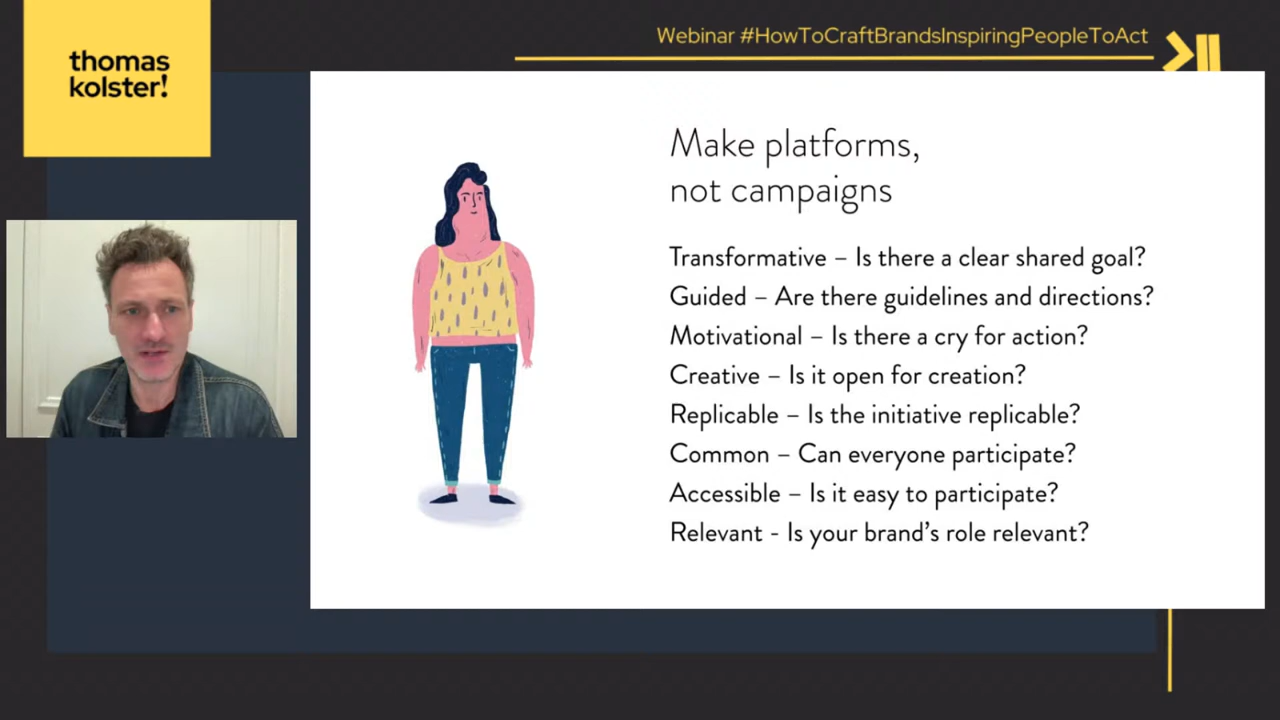 thomas
kolster!
Webinar #HowToCraftBrandsInspiringPeopleToAct
Make platforms,
not campaigns
Transformative – Is there a clear shared goal?
Guided – Are there guidelines and directions?
Motivational – Is there a cry for action?
Creative – Is it open for creation?
Replicable – Is the initiative replicable?
Common – Can everyone participate?
Accessible – Is it easy to participate?
Relevant - Is your brand’s role relevant?